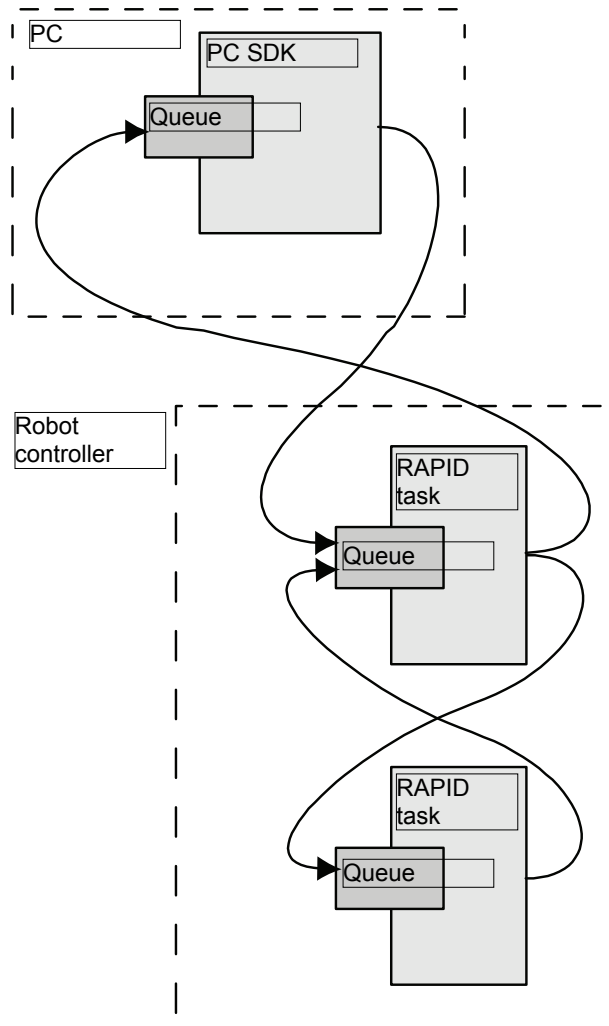 PC
PC SDK
Queue
Robot
controller
RAPID
task
Queue
RAPID
task
Queue